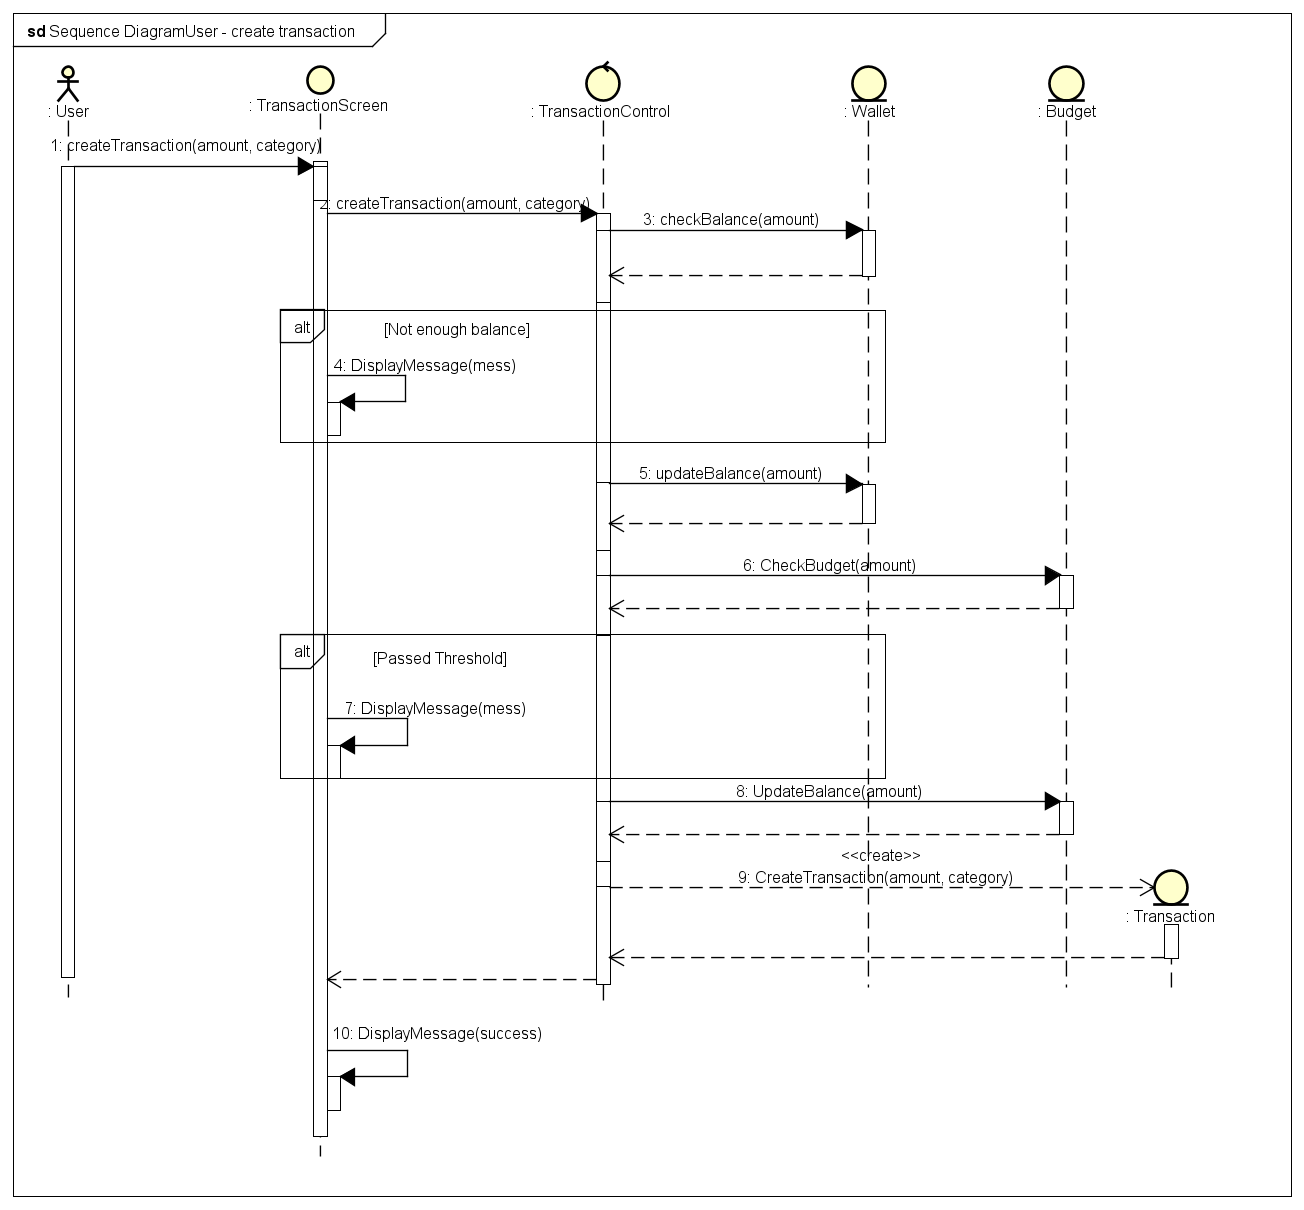 sd Sequence DiagramUser - create transaction
: User
: TransactionScreen
: TransactionControl
: Wallet
: Budget
1: createTransaction(amount, category)
2: createTransaction(amount, category)
3: checkBalance(amount)
alt
[Not enough balance]
4: DisplayMessage(mess)
5: updateBalance(amount)
6: CheckBudget(amount)
alt
[Passed Threshold]
7: DisplayMessage(mess)
8: UpdateBalance(amount)
<<create>>
9: CreateTransaction(amount, category)
: Transaction
10: DisplayMessage(success)